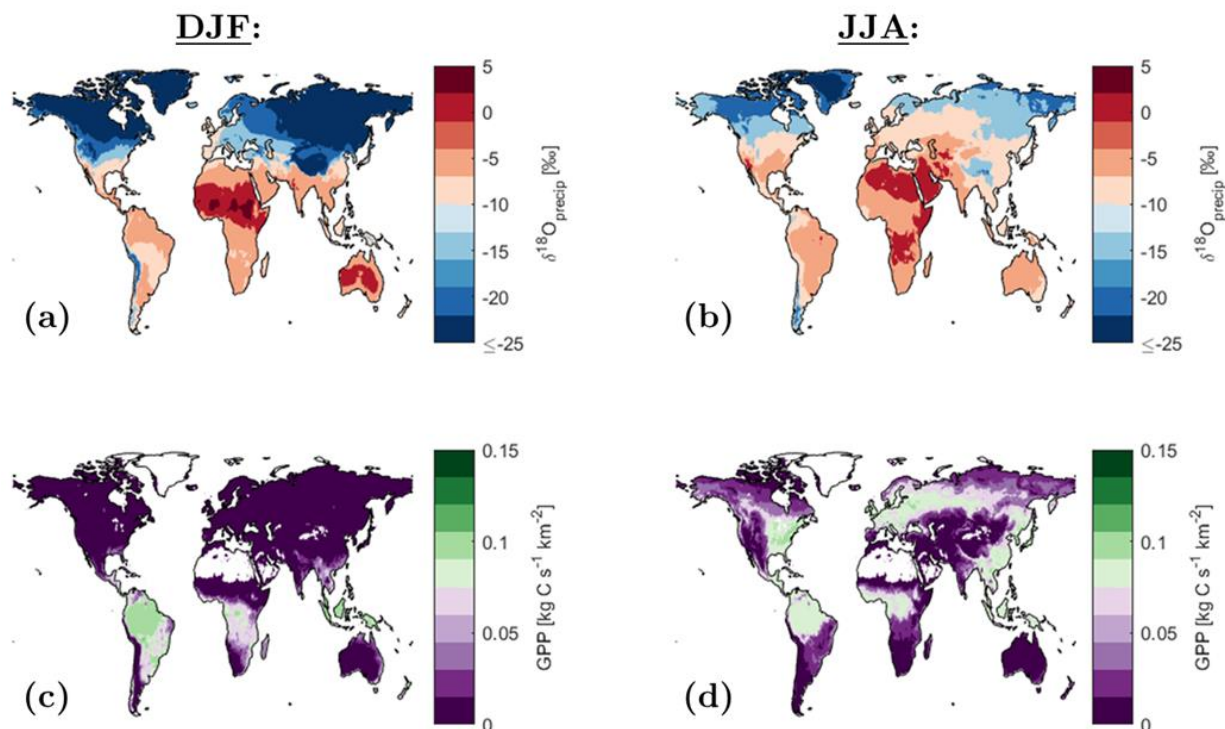 DJF:
JJA:
5
0
-5
-10
-15
-20
≤-25
δ18Oprecip [‰]
(a)
5
0
-5
-10
-15
-20
≤-25
δ18Oprecip [‰]
(b)
0.15
0.1
0.05
0
GPP [kg C s-1 km-2]
(c)
0.15
0.1
0.05
0
GPP [kg C s-1 km-2]
(d)